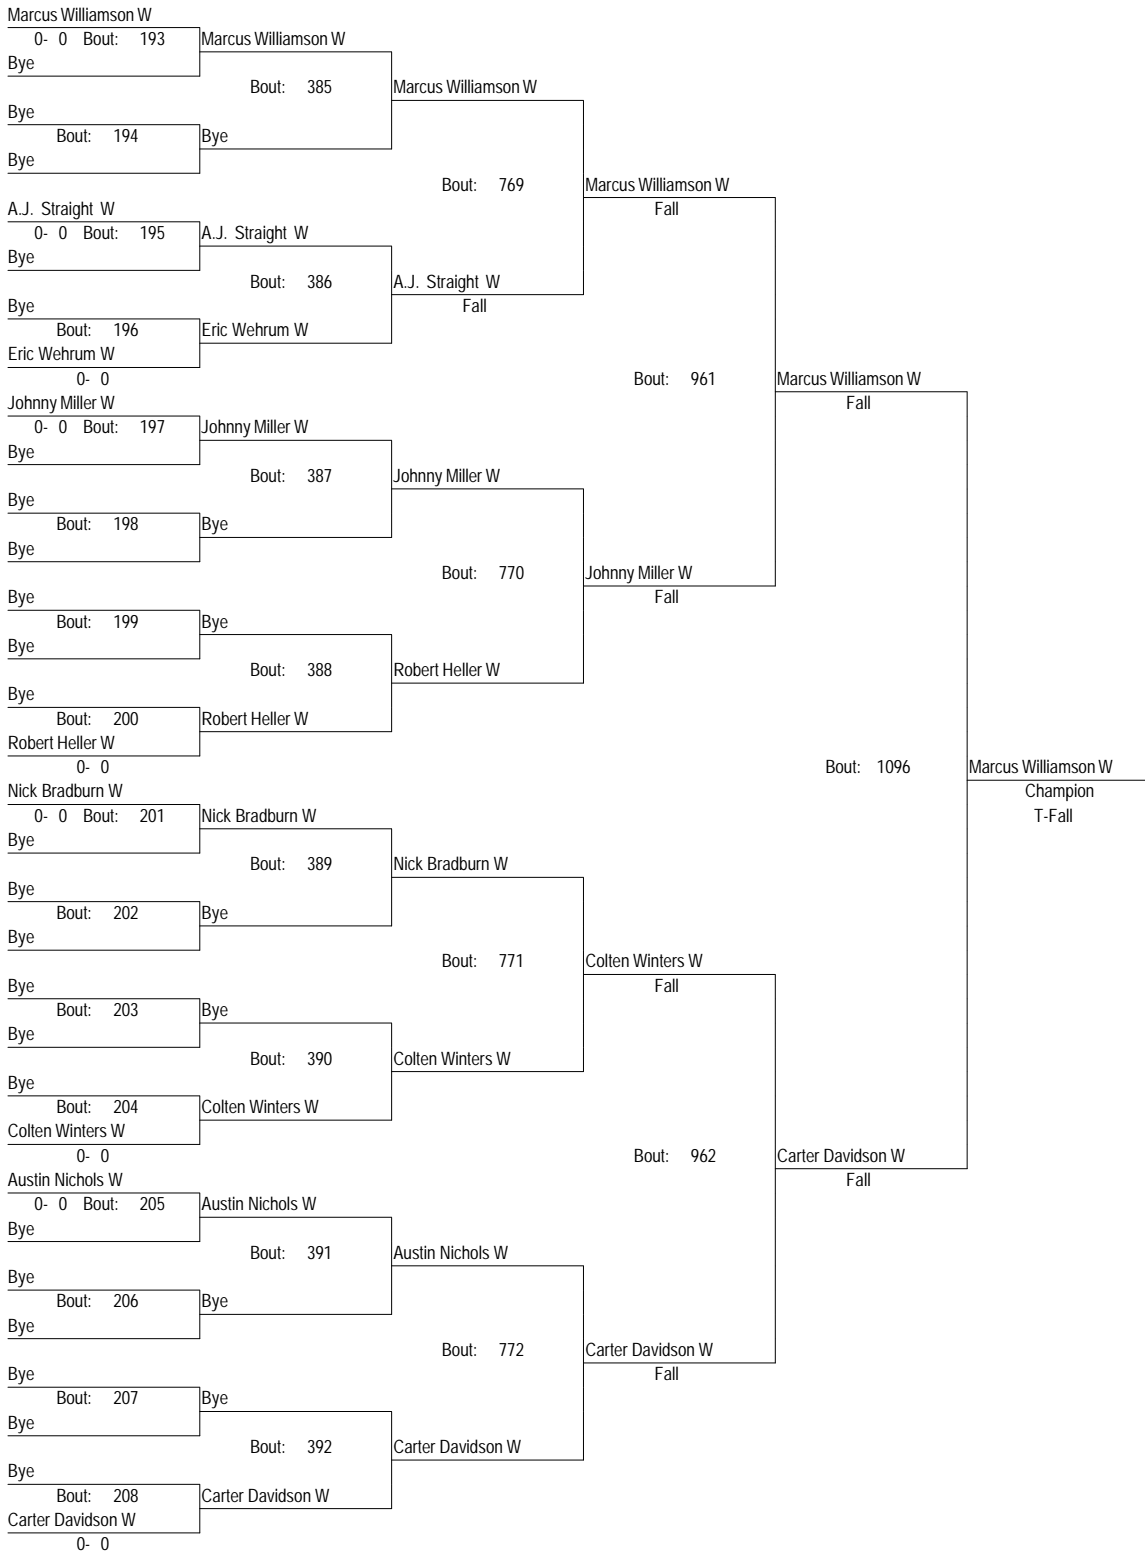 Marcus Williamson W
0- 0 Bout: 193 Marcus Williamson W
Bye
Bout: 385 Marcus Williamson W
Bye
Bout: 194 Bye
Bye
Bout: 769 Marcus Williamson W
A.J. Straight W Fall
0- 0 Bout: 195 A.J. Straight W
Bye
Bout: 386 A.J. Straight W
Bye Fall
Bout: 196 Eric Wehrum W
Eric Wehrum W
0- 0 Bout: 961 Marcus Williamson W
Johnny Miller W Fall
0- 0 Bout: 197 Johnny Miller W
Bye
Bout: 387 Johnny Miller W
Bye
Bout: 198 Bye
Bye
Bout: 770 Johnny Miller W
Bye Fall
Bout: 199 Bye
Bye
Bout: 388 Robert Heller W
Bye
Bout: 200 Robert Heller W
Robert Heller W
0- 0 Bout: 1096 Marcus Williamson W
Nick Bradburn W Champion
0- 0 Bout: 201 Nick Bradburn W T-Fall
Bye
Bout: 389 Nick Bradburn W
Bye
Bout: 202 Bye
Bye
Bout: 771 Colten Winters W
Bye Fall
Bout: 203 Bye
Bye
Bout: 390 Colten Winters W
Bye
Bout: 204 Colten Winters W
Colten Winters W
0- 0 Bout: 962 Carter Davidson W
Austin Nichols W Fall
0- 0 Bout: 205 Austin Nichols W
Bye
Bout: 391 Austin Nichols W
Bye
Bout: 206 Bye
Bye
Bout: 772 Carter Davidson W
Bye Fall
Bout: 207 Bye
Bye
Bout: 392 Carter Davidson W
Bye
Bout: 208 Carter Davidson W
Carter Davidson W
0- 0